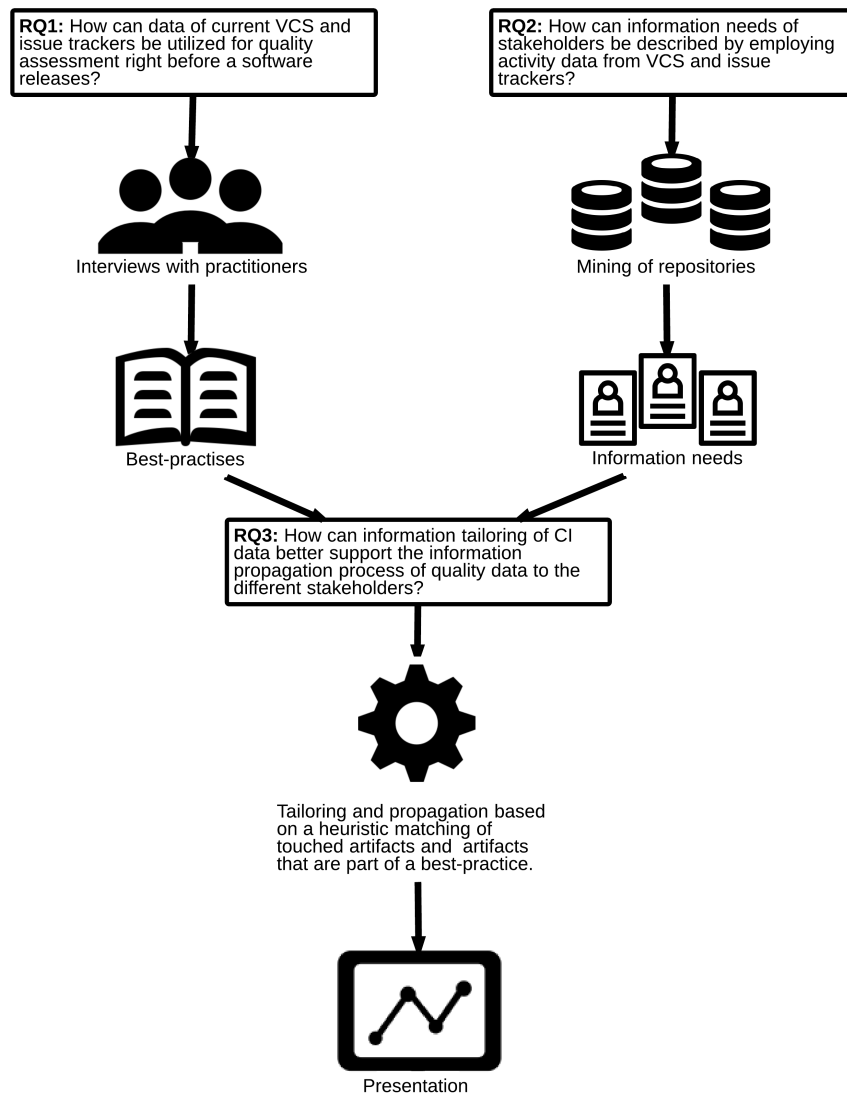 RQ1: How can data of current VCS and
issue trackers be utilized for quality
assessment right before a software
releases?
RQ2: How can information needs of
stakeholders be described by employing
activity data from VCS and issue
trackers?
Interviews with practitioners
Mining of repositories
Best-practises
Information needs
RQ3: How can information tailoring of CI
data better support the information
propagation process of quality data to the
different stakeholders?
Tailoring and propagation based
on a heuristic matching of
touched artifacts and  artifacts
that are part of a best-practice.
Presentation